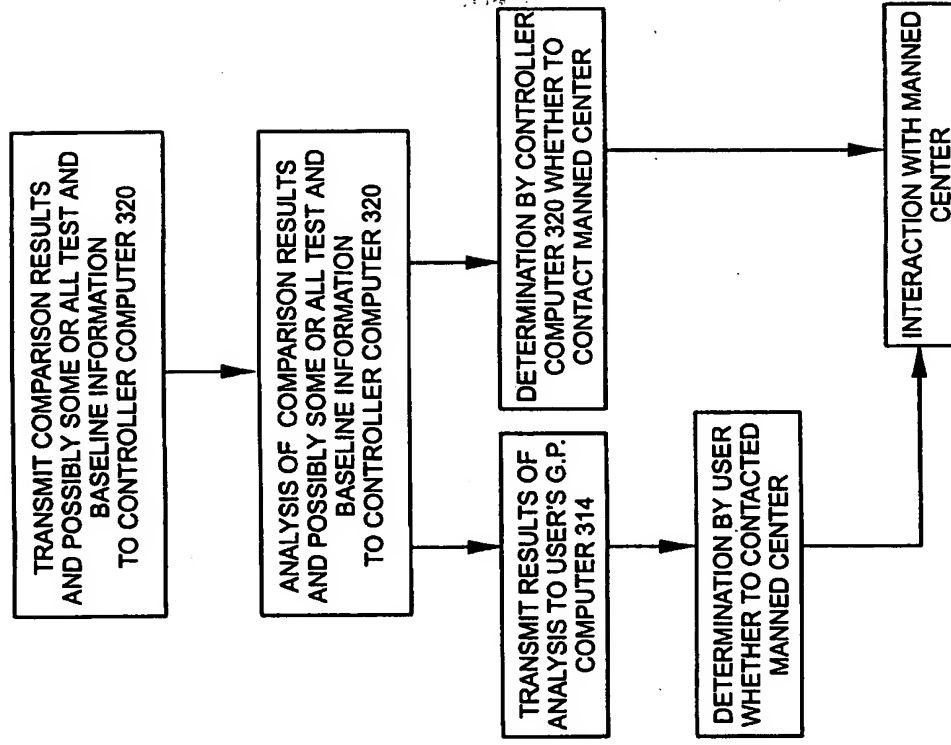 TRANSMIT COMPARISON RESULTS
AND POSSIBLY SOME OR ALL TEST AND
BASELINE INFORMATION
TO CONTROLLER COMPUTER 320
ANALYSIS OF COMPARISON RESULTS
AND POSSIBLY SOME OR ALL TEST AND
BASELINE INFORMATION
TO CONTROLLER COMPUTER 320
TRANSMIT RESULTS OF
ANALYSIS TO USER'S G.P.
COMPUTER 314
DETERMINATION BY CONTROLLER
COMPUTER 320 WHETHER TO
CONTACT MANNED CENTER
DETERMINATION BY USER
WHETHER TO CONTACTED
MANNED CENTER
INTERACTION WITH MANNED
CENTER